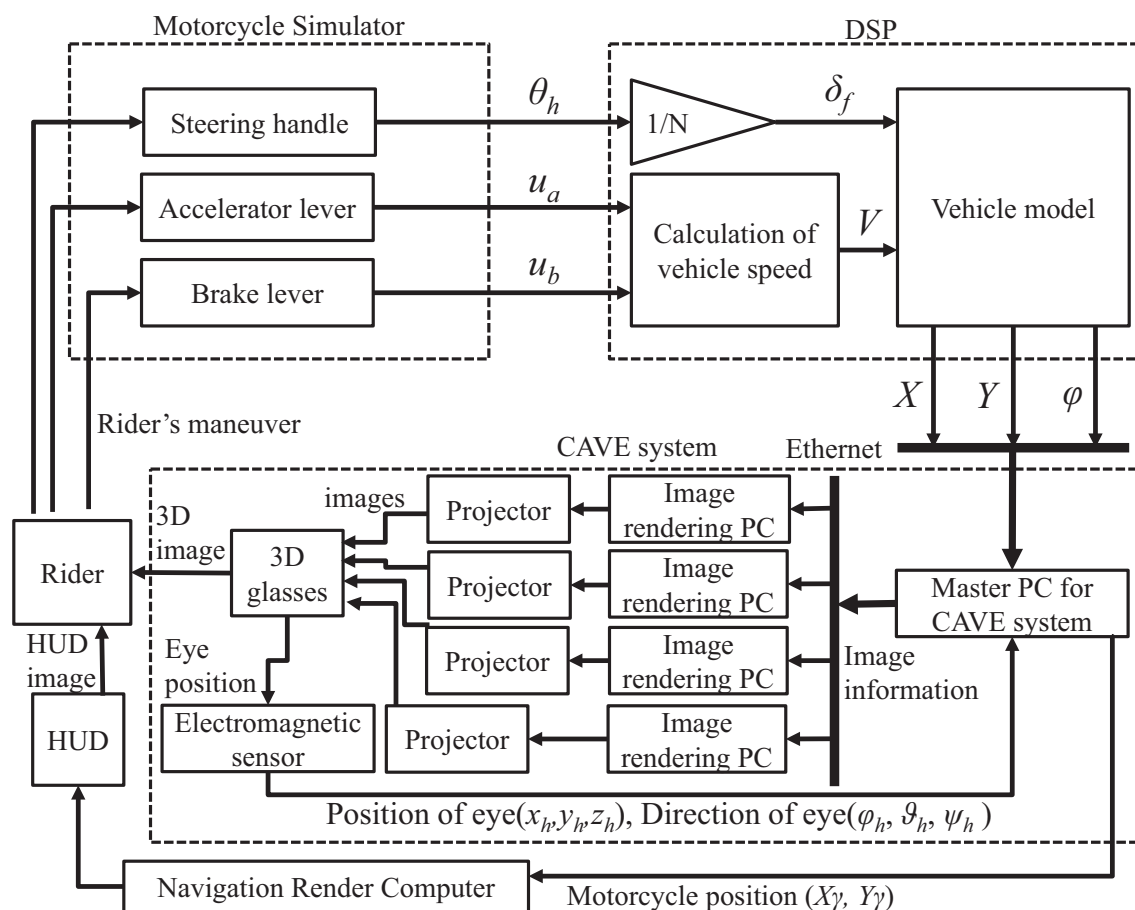 Motorcycle Simulator
DSP
Steering handle
θh
1/N
δf
Accelerator lever
ua
Calculation of
vehicle speed
V
Vehicle model
Brake lever
ub
X
Y
φ
Rider's maneuver
CAVE system
Ethernet
images
Projector
Image
rendering PC
3D
image
3D
glasses
Projector
Image
rendering PC
Rider
Master PC for
CAVE system
HUD
image
Eye
position
Projector
Image
rendering PC
Image
information
HUD
Electromagnetic
sensor
Projector
Image
rendering PC
Position of eye(xh,yh,zh), Direction of eye(φh, ϑh, ψh )
Navigation Render Computer
Motorcycle position (Xγ, Yγ)